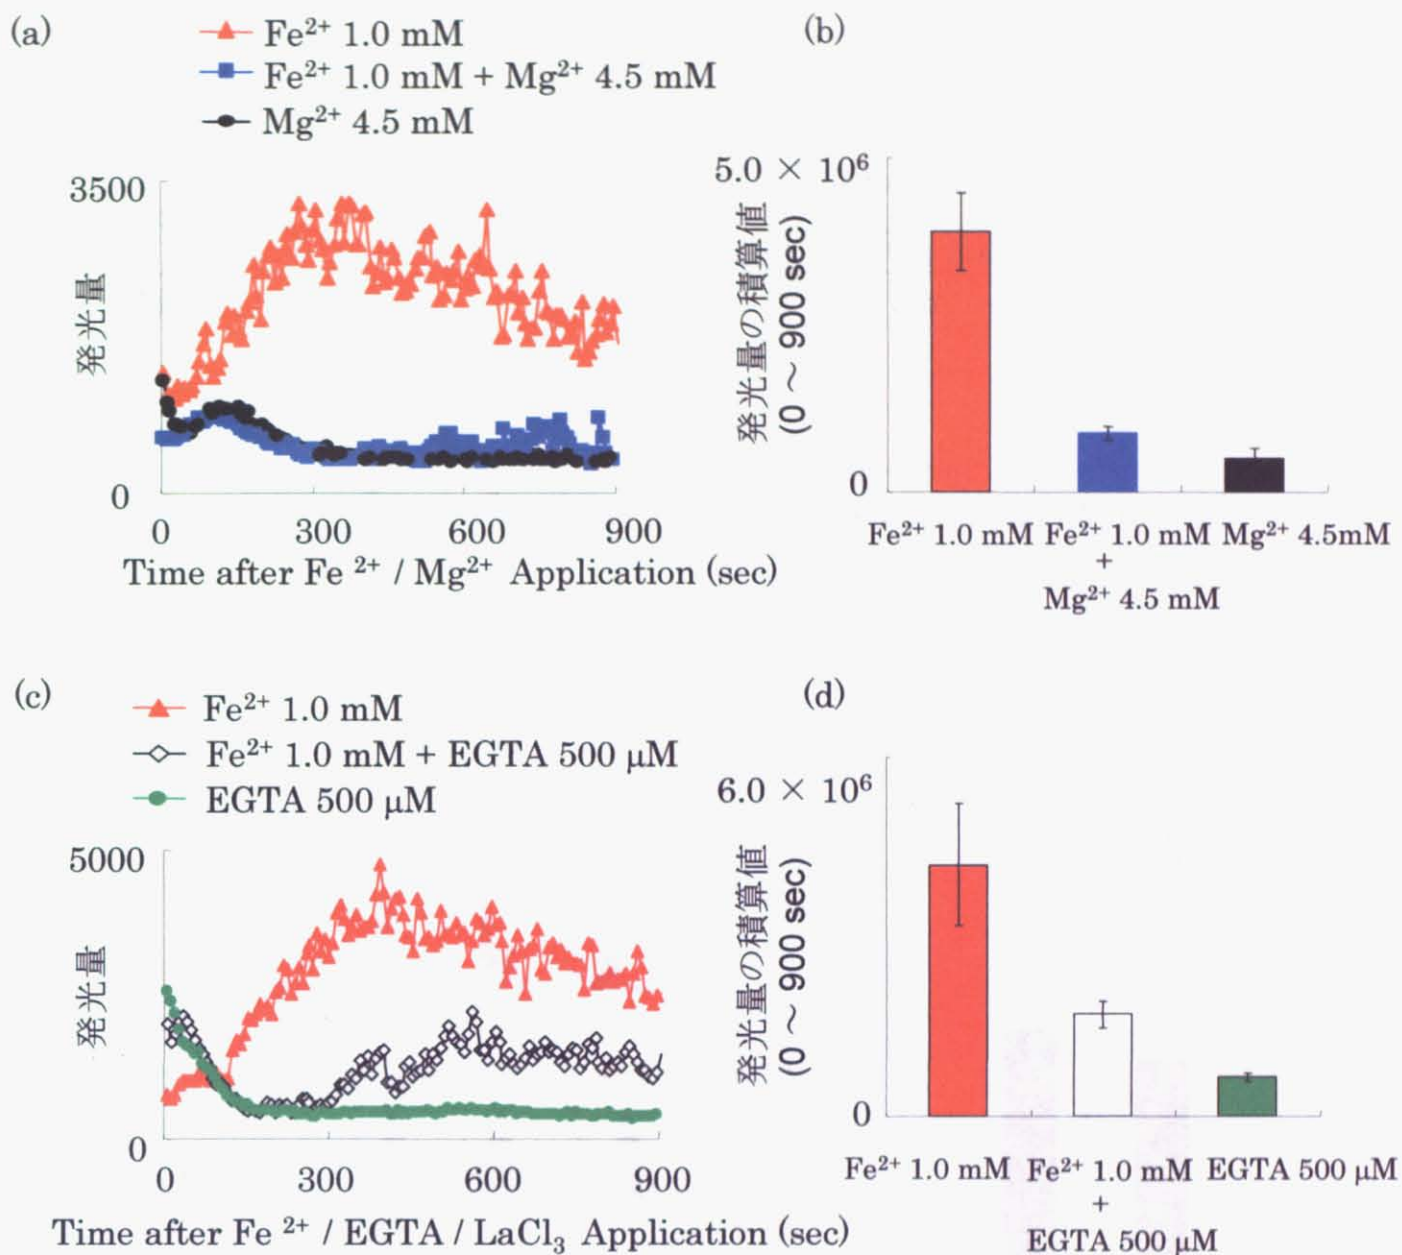 (a)
Fe²⁺ 1.0 mM
Fe²⁺ 1.0 mM + Mg²⁺ 4.5 mM
Mg²⁺ 4.5 mM
3500
発光量
0
0 300 600 900
Time after Fe ²⁺ / Mg²⁺ Application (sec)
(b)
5.0 × 10⁶
発光量の積算値
(0 ～ 900 sec)
0
Fe²⁺ 1.0 mM Fe²⁺ 1.0 mM Mg²⁺ 4.5mM
+
Mg²⁺ 4.5 mM
(c)
Fe²⁺ 1.0 mM
Fe²⁺ 1.0 mM + EGTA 500 μM
EGTA 500 μM
5000
発光量
0
0 300 600 900
Time after Fe ²⁺ / EGTA / LaCl₃ Application (sec)
(d)
6.0 × 10⁶
発光量の積算値
(0 ～ 900 sec)
0
Fe²⁺ 1.0 mM Fe²⁺ 1.0 mM EGTA 500 μM
+
EGTA 500 μM